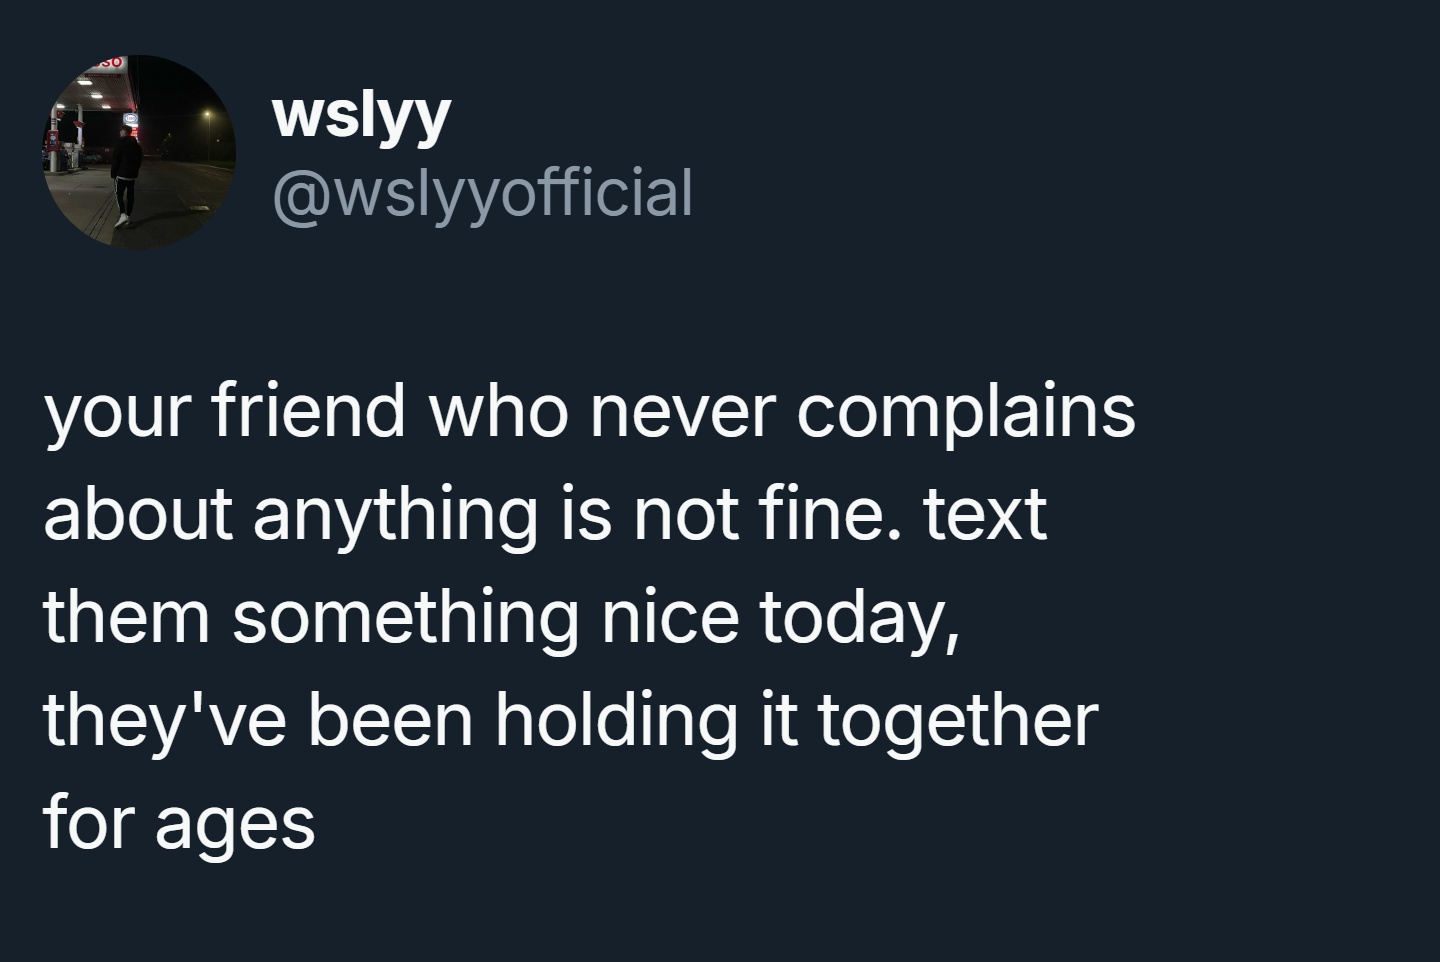 wslyy
@wslyyofficial
your friend who never complains
about anything is not fine. text
them something nice today,
they've been holding it together
for ages